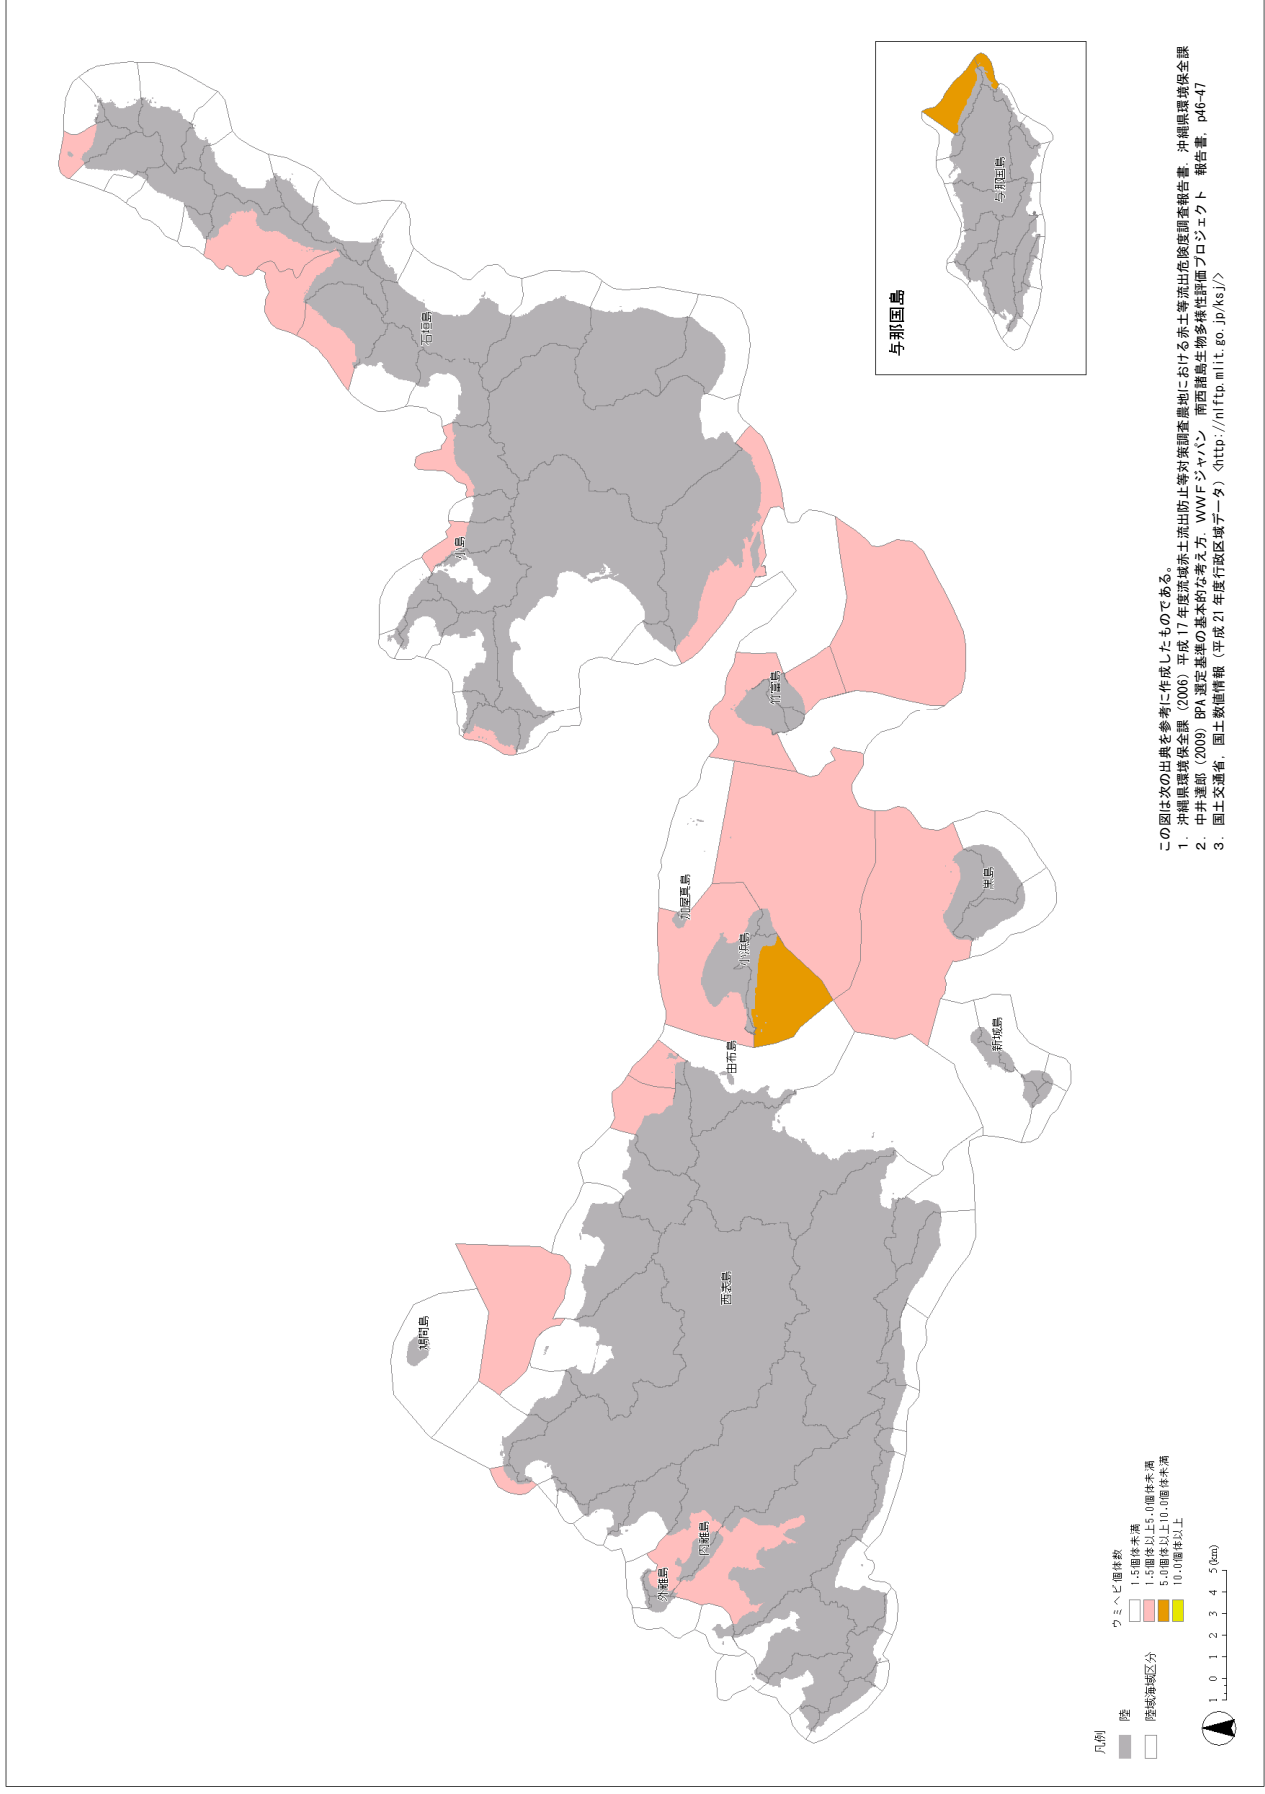 与那国島
与那国島
石垣島
小島
竹富島
加屋真島
小浜島
黒島
由布島
新城島
西表島
鳩間島
内離島
外離島
この図は次の出典を参考に作成したものである。
1. 沖縄県環境保全課（2006）平成17年度流域赤土流出防止等対策調査農地における赤土等流出危険度調査報告書. 沖縄県環境保全課
2. 中井達郎（2009）BPA選定基準の基本的な考え方. WWFジャパン 南西諸島生物多様性評価プロジェクト 報告書, p46-47
3. 国土交通省, 国土数値情報（平成21年度行政区域データ）<http://nlftp.mlit.go.jp/ksj/>
凡例
陸
陸域海域区分
ウミヘビ個体数
1.5個体未満
1.5個体以上5.0個体未満
5.0個体以上10.0個体未満
10.0個体以上
1 0 1 2 3 4 5(km)